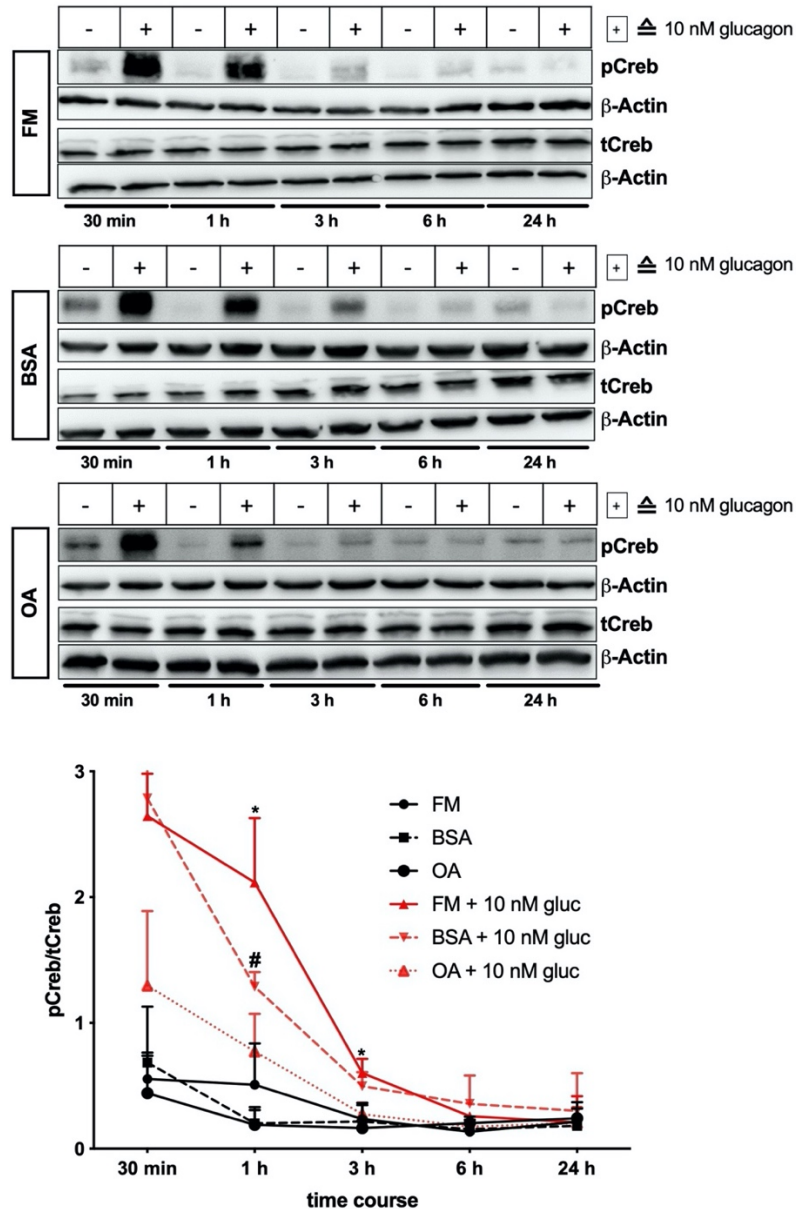 - + - + - + - + - + + ≙ 10 nM glucagon
FM
pCreb
β-Actin
tCreb
β-Actin
30 min 1 h 3 h 6 h 24 h
- + - + - + - + - + + ≙ 10 nM glucagon
BSA
pCreb
β-Actin
tCreb
β-Actin
30 min 1 h 3 h 6 h 24 h
- + - + - + - + - + + ≙ 10 nM glucagon
OA
pCreb
β-Actin
tCreb
β-Actin
30 min 1 h 3 h 6 h 24 h
3
2
1
0
pCreb/tCreb
*
#
*
FM
BSA
OA
FM + 10 nM gluc
BSA + 10 nM gluc
OA + 10 nM gluc
30 min 1 h 3 h 6 h 24 h
time course